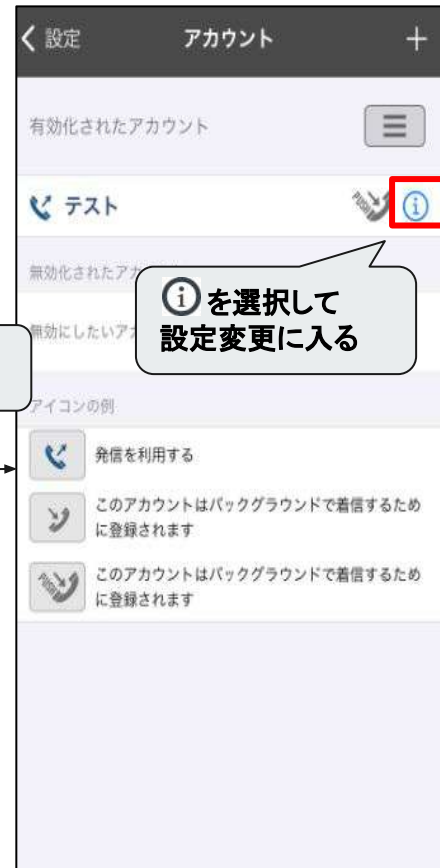 設定
アカウント
有効化されたアカウント
テスト
PUSH
無効化されたアカ
ⓘを選択して
設定変更に入る
無効にしたいア
アイコンの例
発信を利用する
このアカウントはバックグラウンドで着信するため
に登録されます
PUSH
このアカウントはバックグラウンドで着信するため
に登録されます